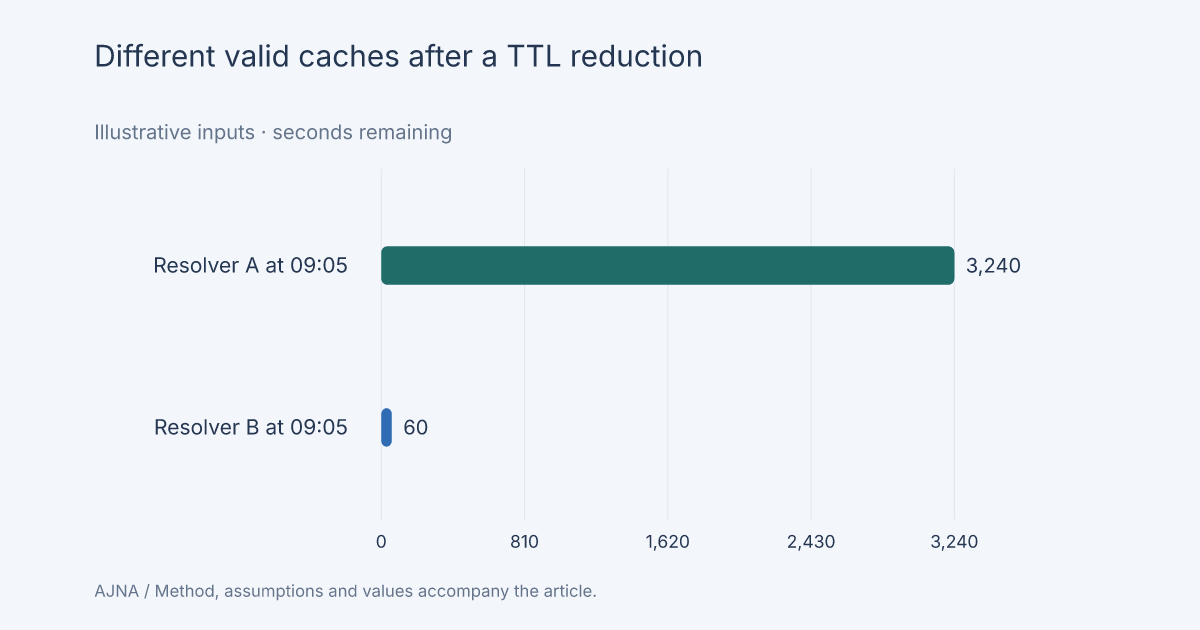 Different valid caches after a TTL reduction
Illustrative inputs · seconds remaining
Resolver A at 09:05
3,240
Resolver B at 09:05
60
0 810 1,620 2,430 3,240
AJNA / Method, assumptions and values accompany the article.